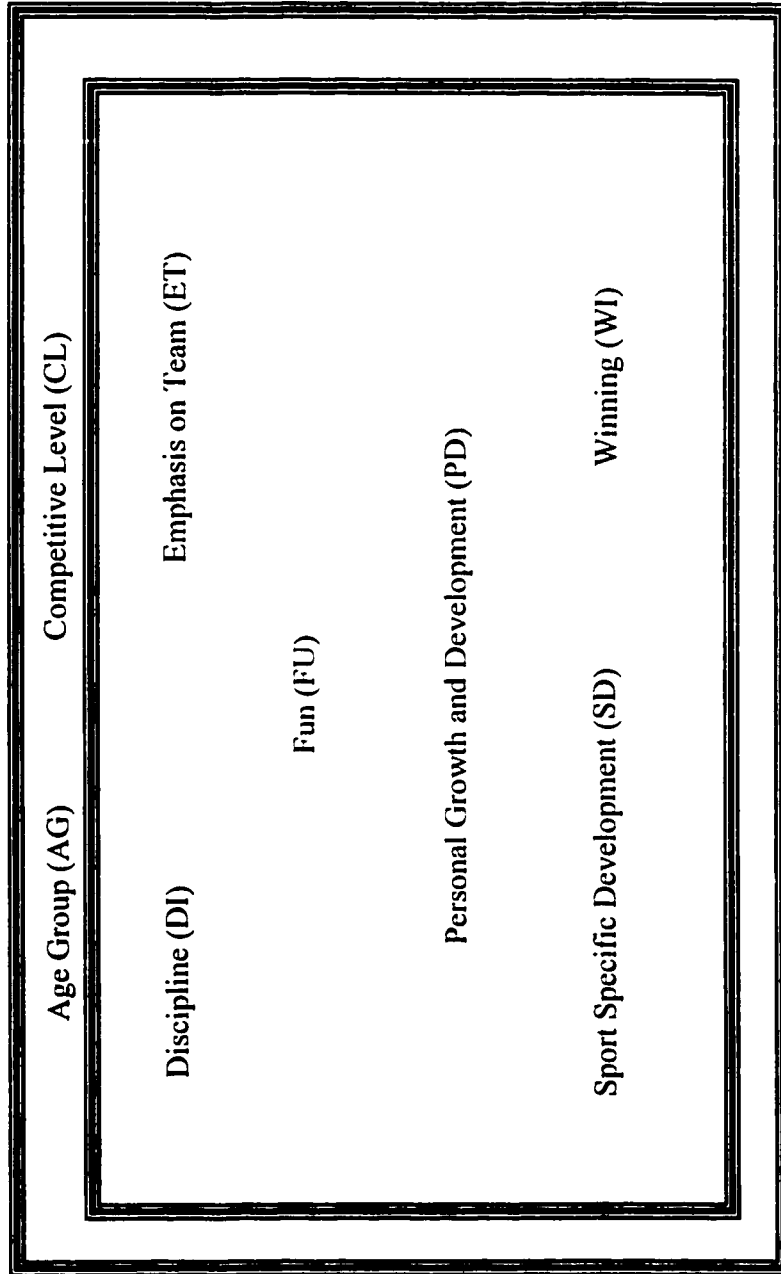 Age Group (AG) Competitive Level (CL)
Discipline (DI) Emphasis on Team (ET)
Fun (FU)
Personal Growth and Development (PD)
Sport Specific Development (SD) Winning (WI)